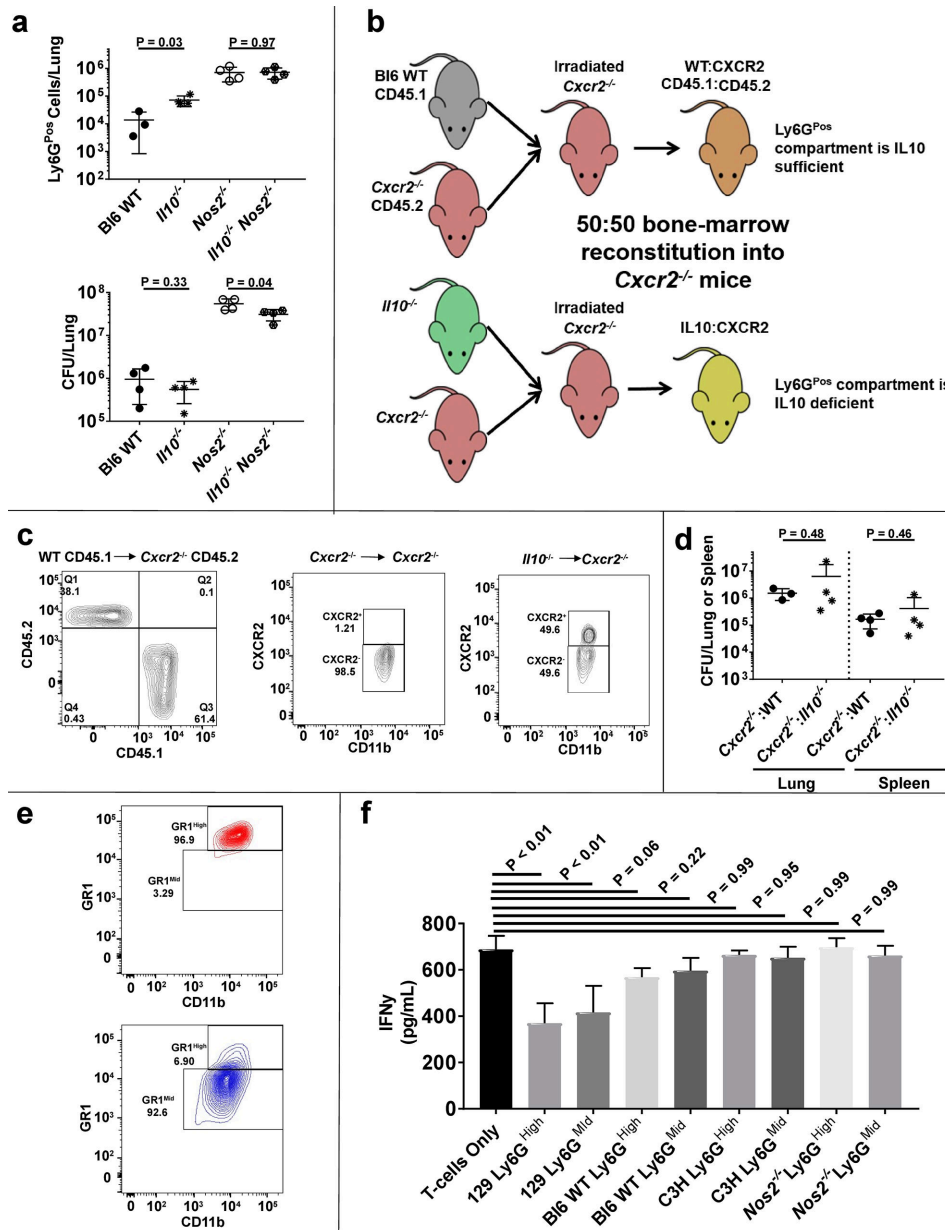 a
P = 0.03
P = 0.97
Ly6G^Pos Cells/Lung
10^7
10^6
10^5
10^4
10^3
10^2
Bl6 WT
Il10^-/-
Nos2^-/-
Il10^-/- Nos2^-/-
P = 0.33
P = 0.04
CFU/Lung
10^8
10^7
10^6
10^5
Bl6 WT
Il10^-/-
Nos2^-/-
Il10^-/- Nos2^-/-
b
Bl6 WT
CD45.1
Irradiated
Cxcr2^-/-
WT:CXCR2
CD45.1:CD45.2
Ly6G^Pos
compartment is IL10
sufficient
Cxcr2^-/-
CD45.2
50:50 bone-marrow
reconstitution into
Cxcr2^-/- mice
Il10^-/-
Irradiated
Cxcr2^-/-
IL10:CXCR2
Ly6G^Pos compartment is
IL10 deficient
Cxcr2^-/-
c
WT CD45.1 → Cxcr2^-/- CD45.2
Q1
38.1
Q2
0.1
Q4
0.43
Q3
61.4
CD45.2
10^5
10^4
10^3
0
0 10^3 10^4 10^5
CD45.1
Cxcr2^-/- → Cxcr2^-/-
CXCR2^+
1.21
CXCR2^-
98.5
CXCR2
10^5
10^4
10^3
10^2
0
0 10^2 10^3 10^4 10^5
CD11b
Il10^-/- → Cxcr2^-/-
CXCR2^+
49.6
CXCR2^-
49.6
CXCR2
10^5
10^4
10^3
10^2
0
0 10^2 10^3 10^4 10^5
CD11b
d
P = 0.48
P = 0.46
CFU/Lung or Spleen
10^7
10^6
10^5
10^4
10^3
Cxcr2^-/-:WT
Cxcr2^-/-:Il10^-/-
Cxcr2^-/-:WT
Cxcr2^-/-:Il10^-/-
Lung
Spleen
e
GR1^High
96.9
GR1^Mid
3.29
GR1
10^5
10^4
10^3
10^2
0
0 10^2 10^3 10^4 10^5
CD11b
GR1^High
6.90
GR1^Mid
92.6
GR1
10^5
10^4
10^3
10^2
0
0 10^2 10^3 10^4 10^5
CD11b
f
P < 0.01
P < 0.01
P = 0.06
P = 0.22
P = 0.99
P = 0.95
P = 0.99
P = 0.99
IFNγ
(pg/mL)
800
600
400
200
0
T-cells Only
129 Ly6G^High
129 Ly6G^Mid
Bl6 WT Ly6G^High
Bl6 WT Ly6G^Mid
C3H Ly6G^High
C3H Ly6G^Mid
Nos2^-/- Ly6G^High
Nos2^-/- Ly6G^Mid